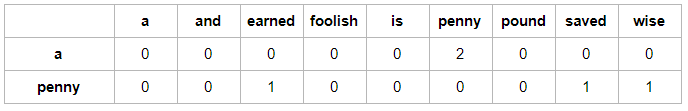 a and earned foolish is penny pound saved wise
a 0 0 0 0 0 2 0 0 0
penny 0 0 1 0 0 0 0 1 1